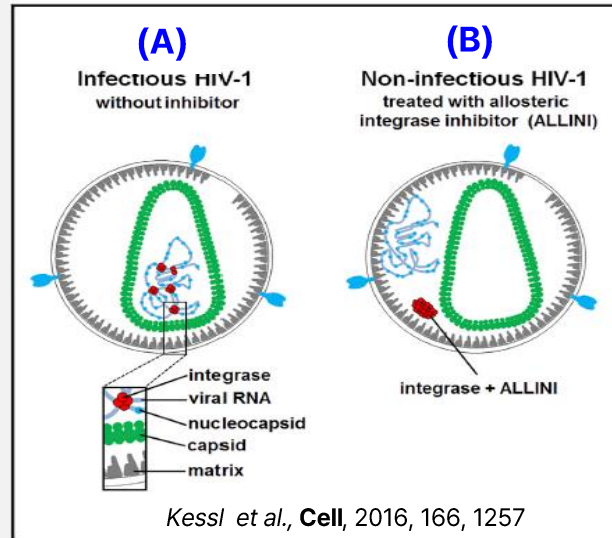 (A)
Infectious HIV-1
without inhibitor
(B)
Non-infectious HIV-1
treated with allosteric
integrase inhibitor (ALLINI)
integrase + ALLINI
integrase
viral RNA
nucleocapsid
capsid
matrix
Kessl et al., Cell, 2016, 166, 1257